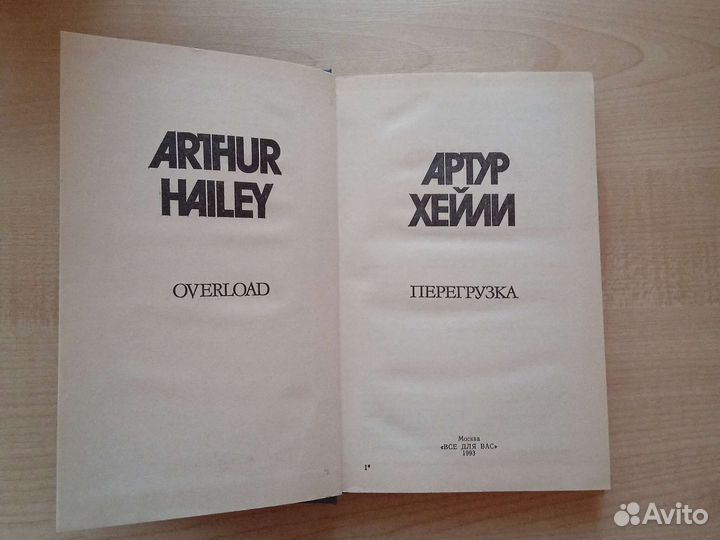 ARTHUR
HAILEY
OVERLOAD
АРТУР
ХЕЙЛИ
ПЕРЕГРУЗКА
Москва
«ВСЕ ДЛЯ ВАС»
1993
1*
Avito